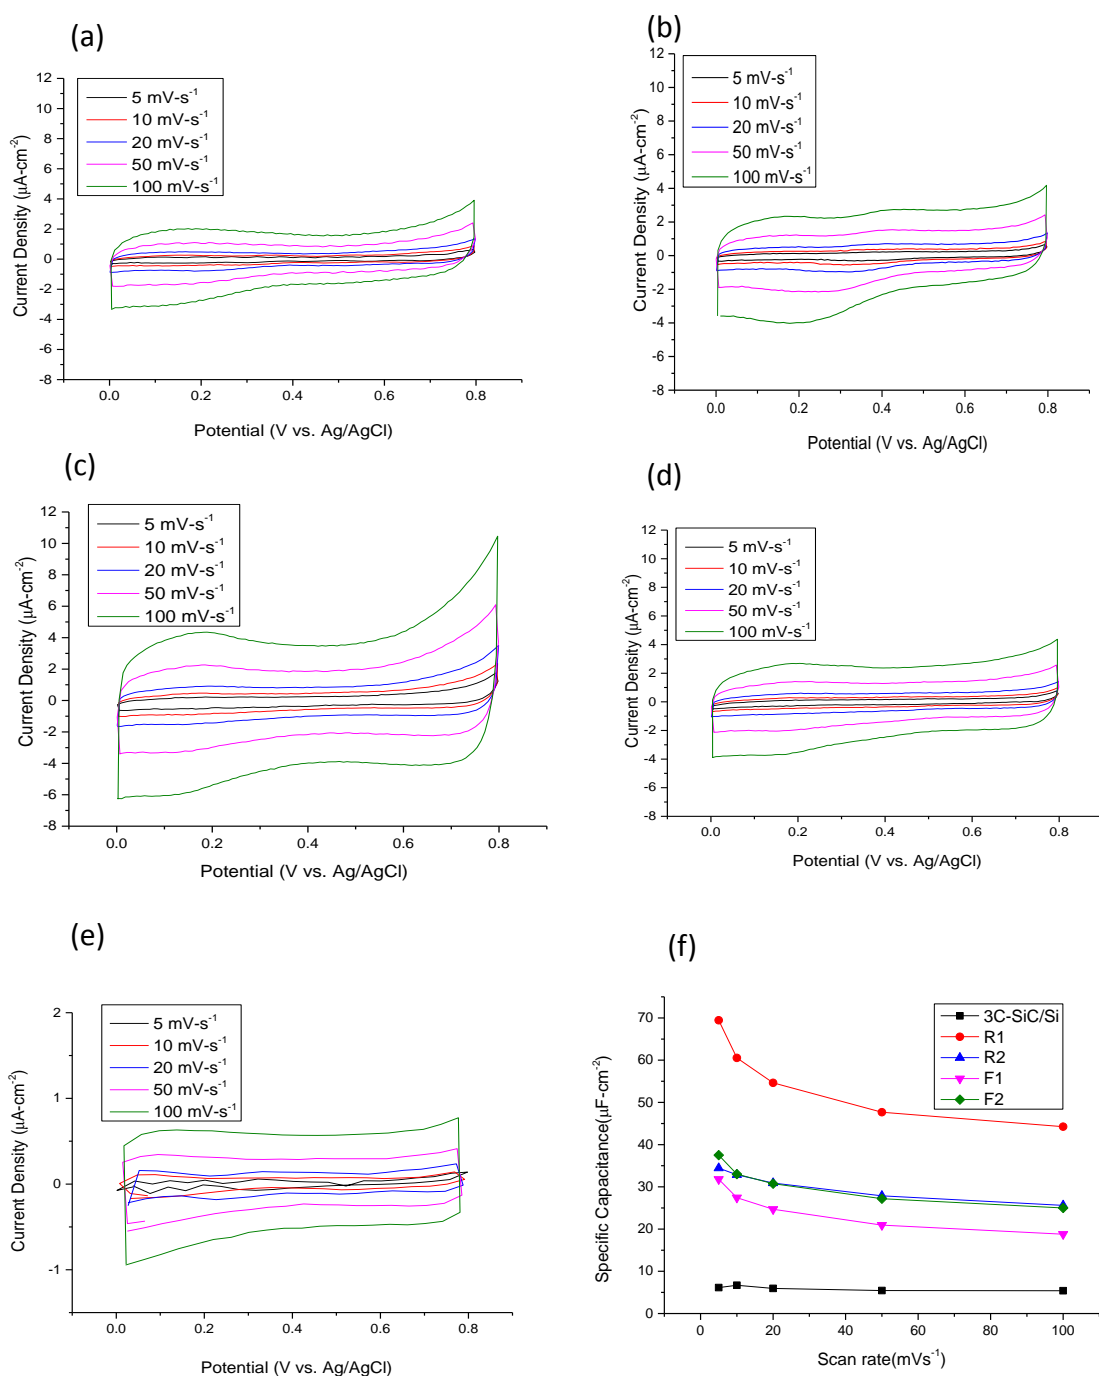 (a)
12
10
8
6
4
2
0
-2
-4
-6
-8
0.0 0.2 0.4 0.6 0.8
Current Density (µA-cm⁻²)
Potential (V vs. Ag/AgCl)
5 mV-s⁻¹
10 mV-s⁻¹
20 mV-s⁻¹
50 mV-s⁻¹
100 mV-s⁻¹
(b)
12
10
8
6
4
2
0
-2
-4
-6
-8
0.0 0.2 0.4 0.6 0.8
Current Density (µA-cm⁻²)
Potential (V vs. Ag/AgCl)
5 mV-s⁻¹
10 mV-s⁻¹
20 mV-s⁻¹
50 mV-s⁻¹
100 mV-s⁻¹
(c)
12
10
8
6
4
2
0
-2
-4
-6
-8
0.0 0.2 0.4 0.6 0.8
Current Density (µA-cm⁻²)
Potential (V vs. Ag/AgCl)
5 mV-s⁻¹
10 mV-s⁻¹
20 mV-s⁻¹
50 mV-s⁻¹
100 mV-s⁻¹
(d)
12
10
8
6
4
2
0
-2
-4
-6
-8
0.0 0.2 0.4 0.6 0.8
Current Density (µA-cm⁻²)
Potential (V vs. Ag/AgCl)
5 mV-s⁻¹
10 mV-s⁻¹
20 mV-s⁻¹
50 mV-s⁻¹
100 mV-s⁻¹
(e)
2
1
0
-1
0.0 0.2 0.4 0.6 0.8
Current Density (µA-cm⁻²)
Potential (V vs. Ag/AgCl)
5 mV-s⁻¹
10 mV-s⁻¹
20 mV-s⁻¹
50 mV-s⁻¹
100 mV-s⁻¹
(f)
70
60
50
40
30
20
10
0
0 20 40 60 80 100
Specific Capacitance(µF-cm⁻²)
Scan rate(mVs⁻¹)
3C-SiC/Si
R1
R2
F1
F2